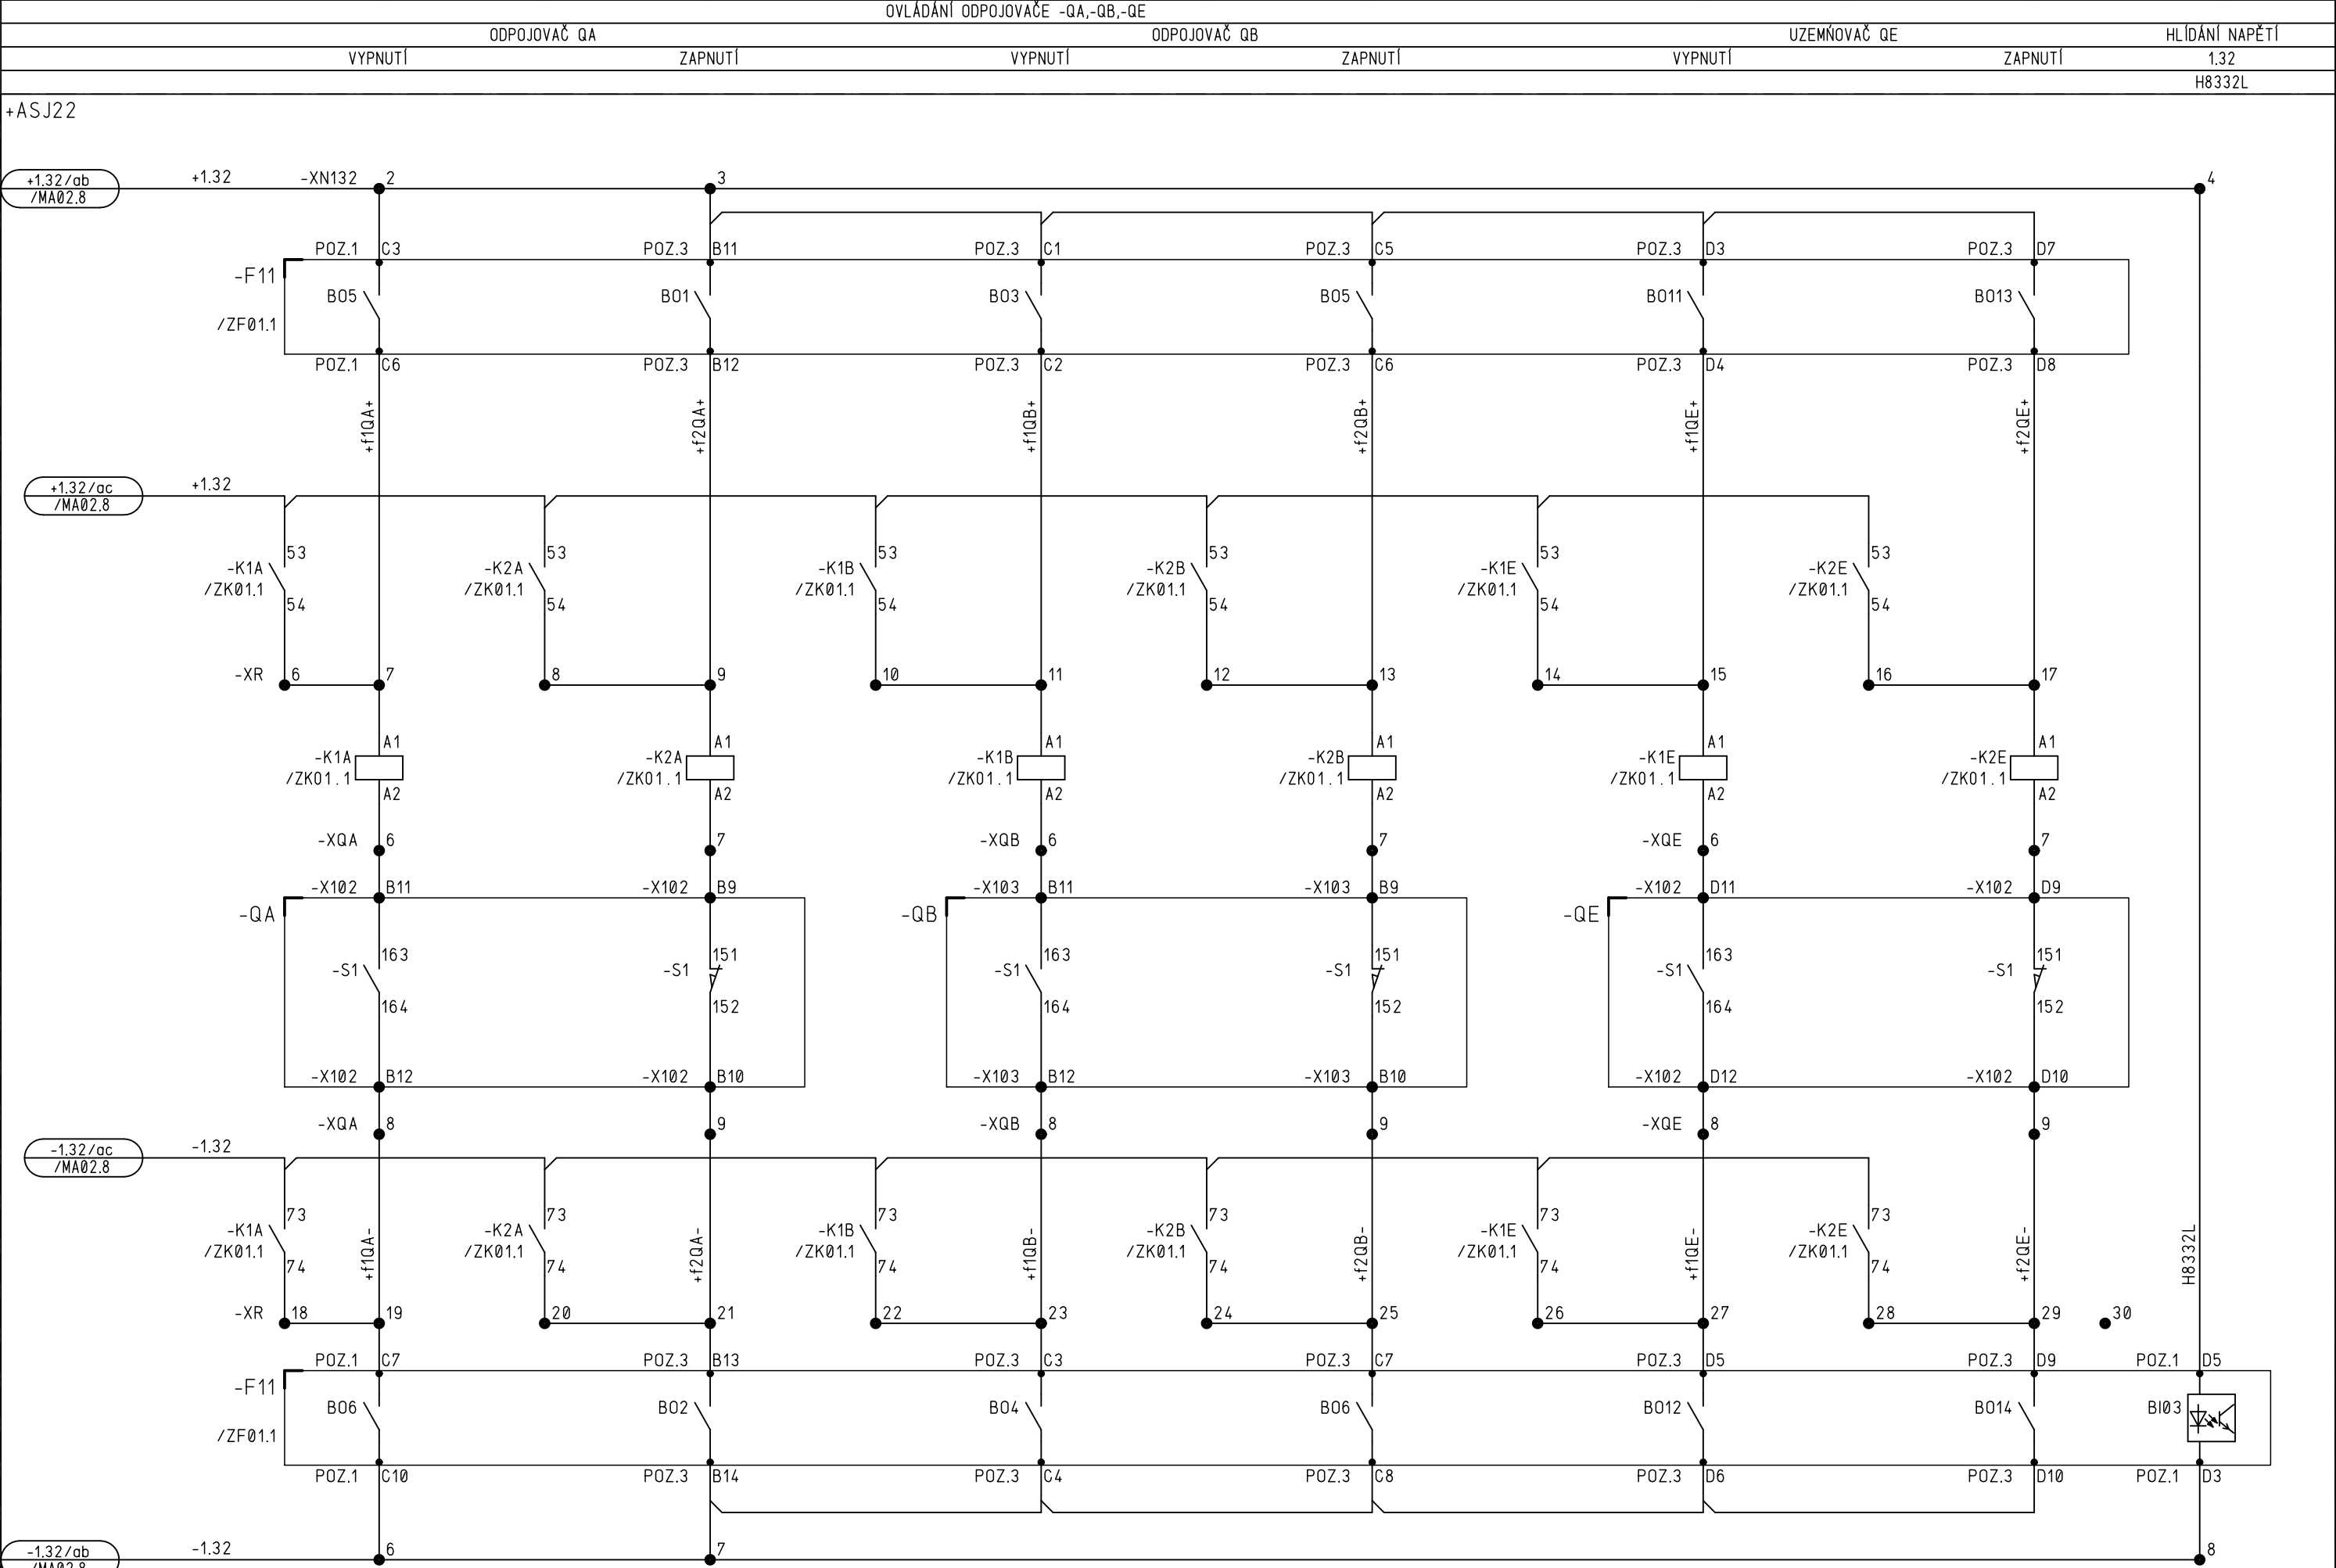 OVLÁDÁNÍ ODPOJOVAČE -QA,-QB,-QE
ODPOJOVAČ QA ODPOJOVAČ QB UZEMŃOVAČ QE HLÍDÁNÍ NAPĚTÍ
VYPNUTÍ ZAPNUTÍ VYPNUTÍ ZAPNUTÍ VYPNUTÍ ZAPNUTÍ 1.32
H8332L
+ASJ22
+1.32/ab +1.32 -XN132 2 3 4
/MA02.8
POZ.1 C3 POZ.3 B11 POZ.3 C1 POZ.3 C5 POZ.3 D3 POZ.3 D7
-F11
BO5 BO1 BO3 BO5 BO11 BO13
/ZF01.1
POZ.1 C6 POZ.3 B12 POZ.3 C2 POZ.3 C6 POZ.3 D4 POZ.3 D8
+f1QA+ +f2QA+ +f1QB+ +f2QB+ +f1QE+ +f2QE+
+1.32/ac +1.32
/MA02.8
53 53 53 53 53 53
-K1A -K2A -K1B -K2B -K1E -K2E
/ZK01.1 /ZK01.1 /ZK01.1 /ZK01.1 /ZK01.1 /ZK01.1
54 54 54 54 54 54
-XR 6 7 8 9 10 11 12 13 14 15 16 17
A1 A1 A1 A1 A1 A1
-K1A -K2A -K1B -K2B -K1E -K2E
/ZK01.1 /ZK01.1 /ZK01.1 /ZK01.1 /ZK01.1 /ZK01.1
A2 A2 A2 A2 A2 A2
-XQA 6 7 -XQB 6 7 -XQE 6 7
-X102 B11 -X102 B9 -X103 B11 -X103 B9 -X102 D11 -X102 D9
-QA -QB -QE
163 151 163 151 163 151
-S1 -S1 -S1 -S1 -S1 -S1
164 152 164 152 164 152
-X102 B12 -X102 B10 -X103 B12 -X103 B10 -X102 D12 -X102 D10
-XQA 8 9 -XQB 8 9 -XQE 8 9
-1.32/ac -1.32
/MA02.8
73 73 73 73 73 73
-K1A -K2A -K1B -K2B -K1E -K2E
/ZK01.1 /ZK01.1 /ZK01.1 /ZK01.1 /ZK01.1 /ZK01.1
74 74 74 74 74 74
+f1QA- +f2QA- +f1QB- +f2QB- +f1QE- +f2QE- H8332L
-XR 18 19 20 21 22 23 24 25 26 27 28 29 30
POZ.1 C7 POZ.3 B13 POZ.3 C3 POZ.3 C7 POZ.3 D5 POZ.3 D9 POZ.1 D5
-F11
BO6 BO2 BO4 BO6 BO12 BO14 BI03
/ZF01.1
POZ.1 C10 POZ.3 B14 POZ.3 C4 POZ.3 C8 POZ.3 D6 POZ.3 D10 POZ.1 D3
-1.32/ab -1.32 6 7 8
/MA02.8